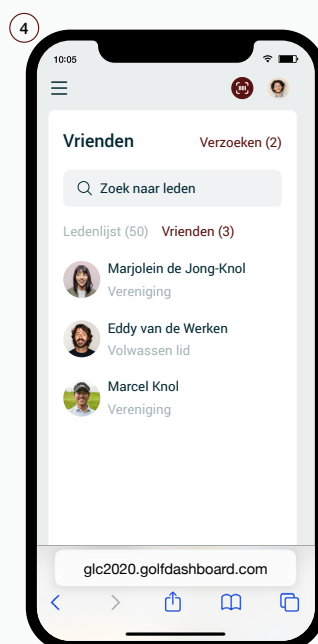 4
10:05
Vrienden
Verzoeken (2)
Zoek naar leden
Ledenlijst (50) Vrienden (3)
Marjolein de Jong-Knol
Vereniging
Eddy van de Werken
Volwassen lid
Marcel Knol
Vereniging
glc2020.golfdashboard.com